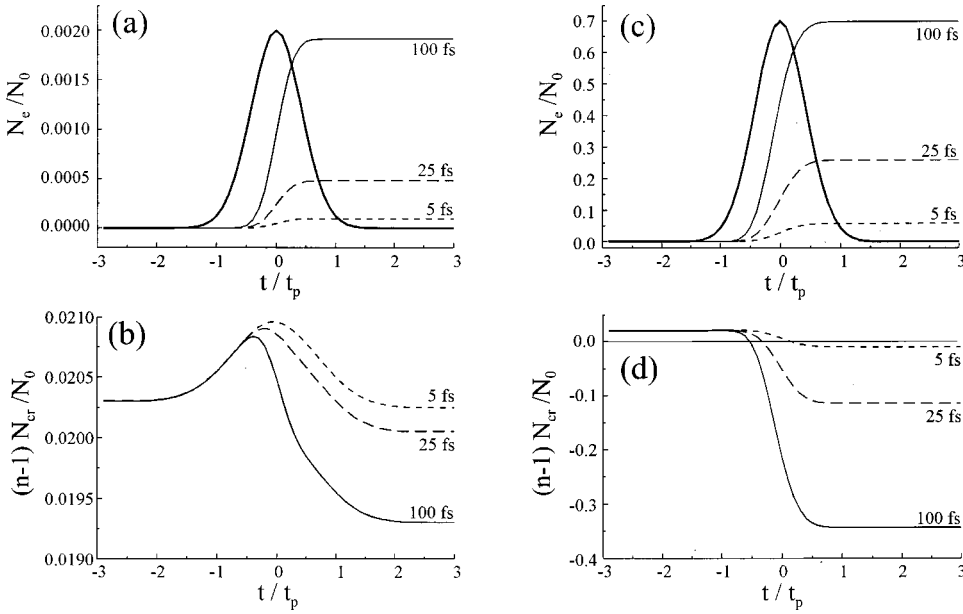 (a)
0.0020
0.0015
0.0010
0.0005
0.0000
N_e /N_0
100 fs
25 fs
5 fs
-3 -2 -1 0 1 2 3
t / t_p
(c)
0.7
0.6
0.5
0.4
0.3
0.2
0.1
0.0
N_e /N_0
100 fs
25 fs
5 fs
-3 -2 -1 0 1 2 3
t / t_p
(b)
0.0210
0.0205
0.0200
0.0195
0.0190
(n-1) N_cr /N_0
5 fs
25 fs
100 fs
-3 -2 -1 0 1 2 3
t / t_p
(d)
0.0
-0.1
-0.2
-0.3
-0.4
(n-1) N_cr /N_0
5 fs
25 fs
100 fs
-3 -2 -1 0 1 2 3
t / t_p